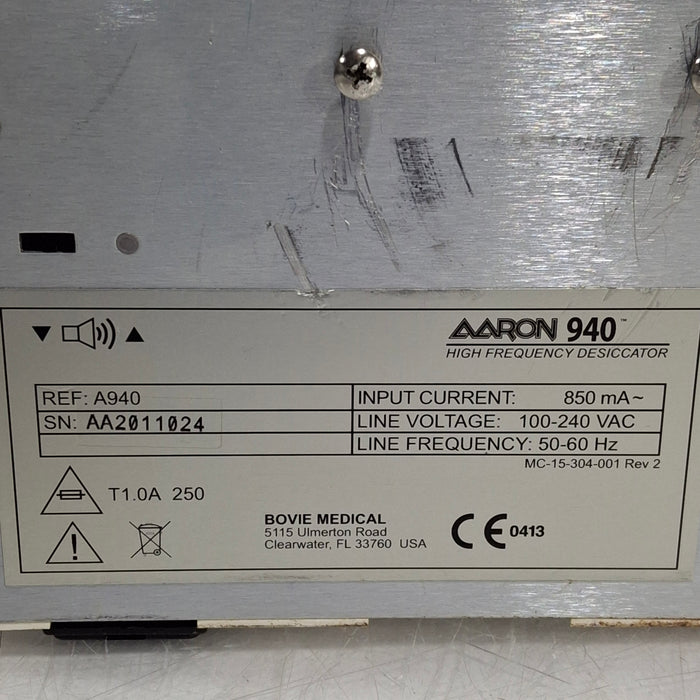 AARON 940™
HIGH FREQUENCY DESICCATOR
REF: A940
INPUT CURRENT: 850 mA~
SN: AA2011024
LINE VOLTAGE: 100-240 VAC
LINE FREQUENCY: 50-60 Hz
MC-15-304-001 Rev 2
T1.0A 250
BOVIE MEDICAL
5115 Ulmerton Road
Clearwater, FL 33760 USA
CE 0413